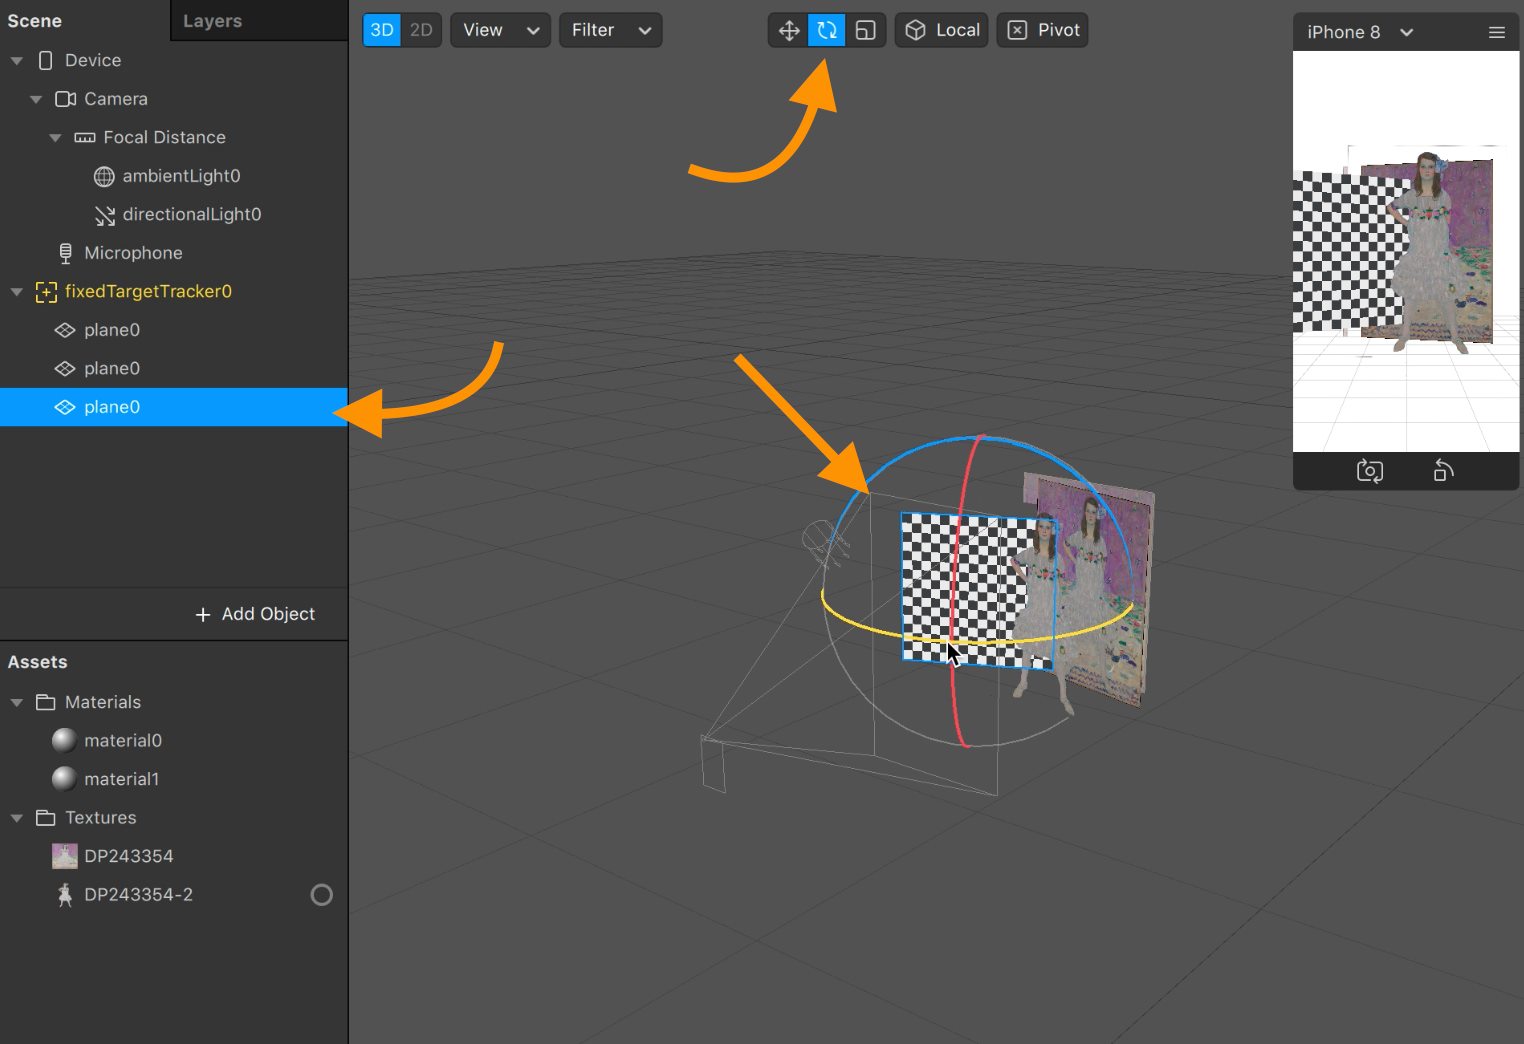 Scene
Layers
3D
2D
View
Filter
Local
Pivot
iPhone 8
Device
Camera
Focal Distance
ambientLight0
directionalLight0
Microphone
fixedTargetTracker0
plane0
plane0
plane0
+ Add Object
Assets
Materials
material0
material1
Textures
DP243354
DP243354-2